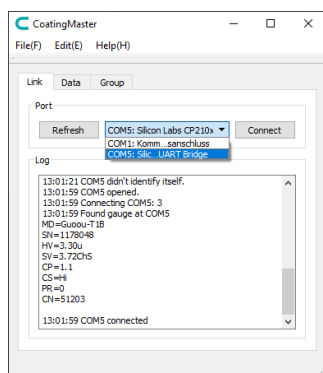 CoatingMaster
File(F) Edit(E) Help(H)
Link Data Group
Port
Refresh COM5: Silicon Labs CP210x Connect
COM1: Komm...sanschluss
COM5: Silic...UART Bridge
Log
13:01:21 COM5 didn't identify itself.
13:01:59 COM5 opened.
13:01:59 Connecting COM5: 3
13:01:59 Found gauge at COM5
MD=Guoou-T1B
SN=1178048
HV=3.30u
SV=3.72ChS
CP=1.1
CS=Hi
PR=0
CN=51203
13:01:59 COM5 connected